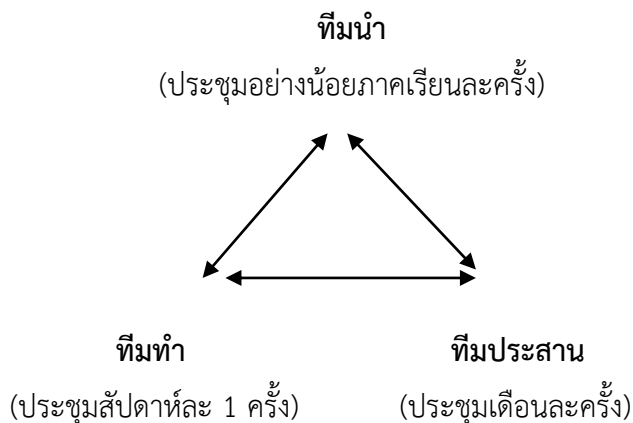 ทีมนำ
(ประชุมอย่างน้อยภาคเรียนละครั้ง)
ทีมทำ
ทีมประสาน
(ประชุมสัปดาห์ละ 1 ครั้ง)
(ประชุมเดือนละครั้ง)